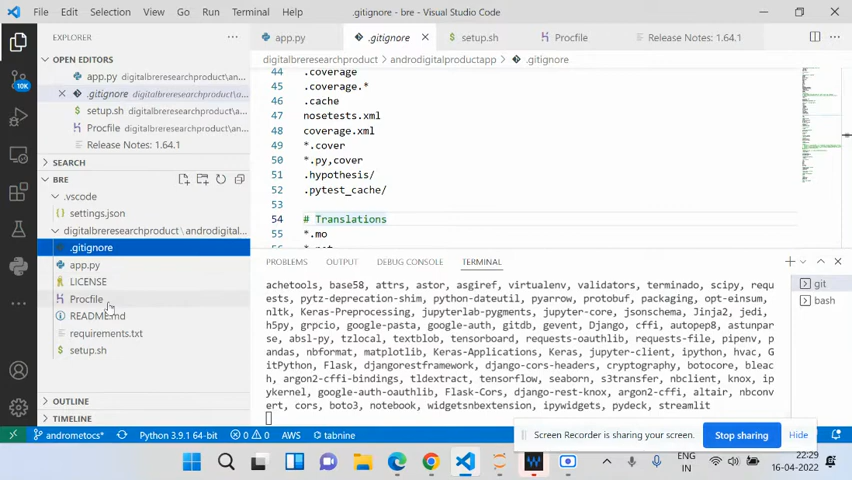 File Edit Selection View Go Run Terminal Help .gitignore - bre - Visual Studio Code
EXPLORER
app.py .gitignore setup.sh Procfile Release Notes: 1.64.1
OPEN EDITORS
app.py digitalbreresearchproduct\an...
.gitignore digitalbreresearchproduct...
setup.sh digitalbreresearchproduct\...
Procfile digitalbreresearchproduct\...
Release Notes: 1.64.1
10K
SEARCH
BRE
.vscode
settings.json
digitalbreresearchproduct \ androdigital...
.gitignore
app.py
LICENSE
Procfile
README.md
requirements.txt
setup.sh
OUTLINE
TIMELINE
digitalbreresearchproduct > androdigitalproductapp > .gitignore
44 .coverage
45 .coverage.*
46 .cache
47 nosetests.xml
48 coverage.xml
49 *.cover
50 *.py,cover
51 .hypothesis/
52 .pytest_cache/
53
54 # Translations
55 *.mo
PROBLEMS OUTPUT DEBUG CONSOLE TERMINAL
achetools, base58, attrs, astor, asgiref, virtualenv, validators, terminado, scipy, requ
ests, pytz-deprecation-shim, python-dateutil, pyarrow, protobuf, packaging, opt-einsum,
nltk, Keras-Preprocessing, jupyterlab-pygments, jupyter-core, jsonschema, Jinja2, jedi,
h5py, grpcio, google-pasta, google-auth, gitdb, gevent, Django, cffi, autopep8, astunpar
se, absl-py, tzlocal, textblob, tensorboard, requests-oauthlib, requests-file, pipenv, p
andas, nbformat, matplotlib, Keras-Applications, Keras, jupyter-client, ipython, hvac, G
itPython, Flask, djangorestframework, django-cors-headers, cryptography, botocore, bleac
h, argon2-cffi-bindings, tldextract, tensorflow, seaborn, s3transfer, nbclient, knox, ip
ykernel, google-auth-oauthlib, Flask-Cors, django-rest-knox, argon2-cffi, altair, nbconv
ert, cors, boto3, notebook, widgetsnbextension, ipywidgets, pydeck, streamlit
git
bash
andrometocs Python 3.9.1 64-bit 0 0 AWS tabnine
Screen Recorder is sharing your screen. Stop sharing Hide
ENG
IN
22:29
16-04-2022